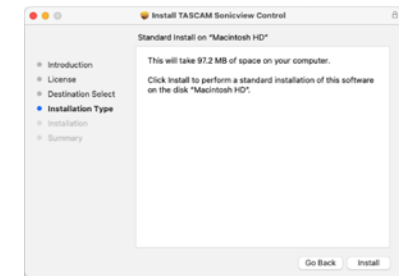 Install TASCAM Sonicview Control
Standard Install on "Macintosh HD"
Introduction
License
Destination Select
Installation Type
Installation
Summary
This will take 97.2 MB of space on your computer.
Click Install to perform a standard installation of this software
on the disk "Macintosh HD".
Go Back
Install